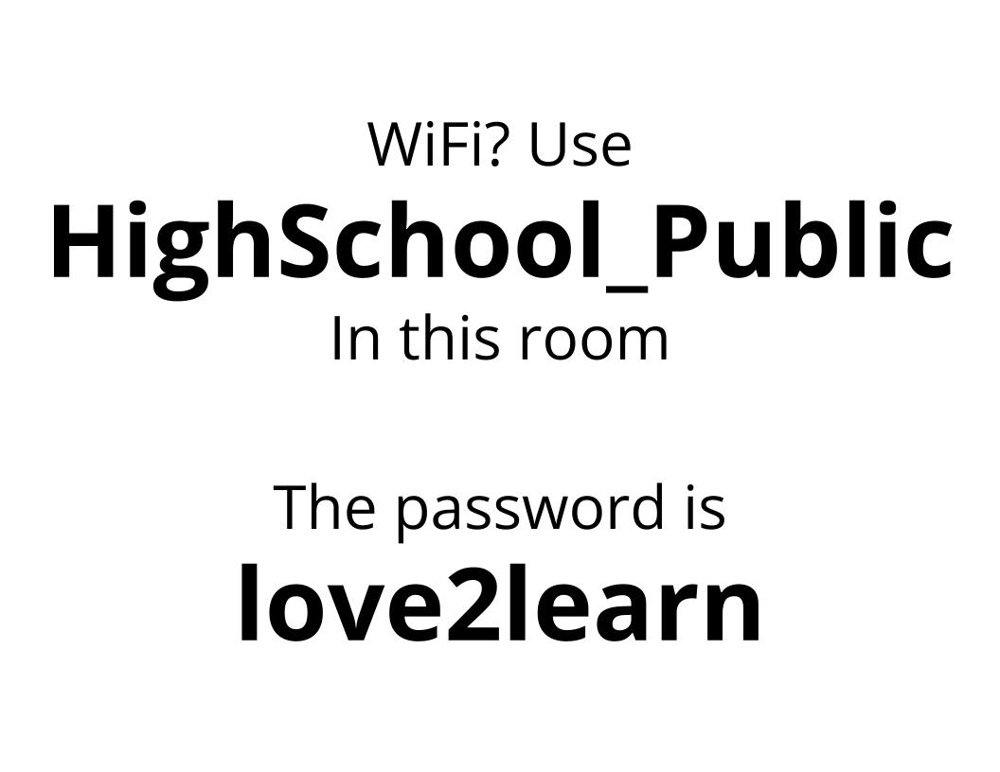 WiFi? Use
HighSchool_Public
In this room
The password is
love2learn